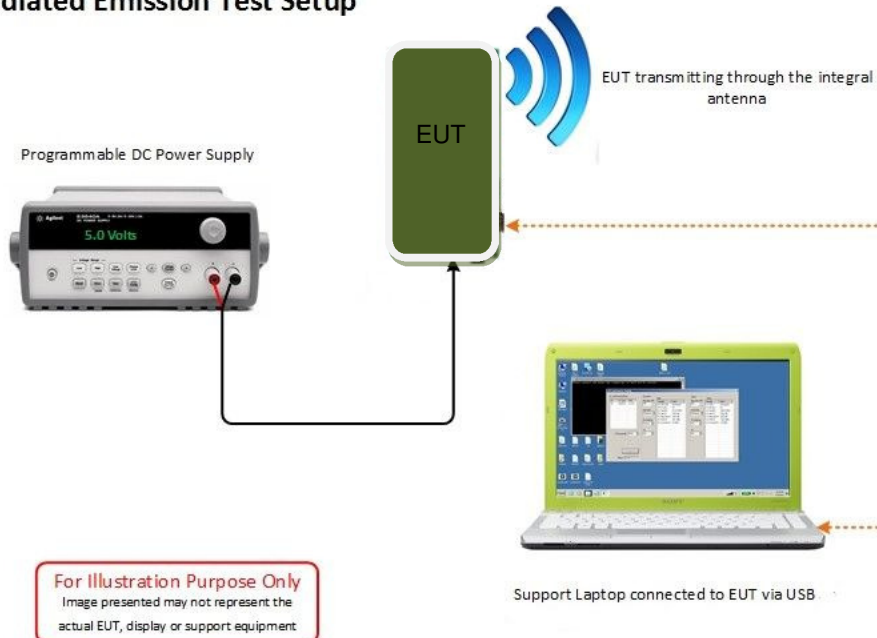 diated Emission Test Setup
EUT transmitting through the integral
antenna
EUT
Programmable DC Power Supply
Agilent
5.0 Volts
SONY
For Illustration Purpose Only
Image presented may not represent the
actual EUT, display or support equipment
Support Laptop connected to EUT via USB